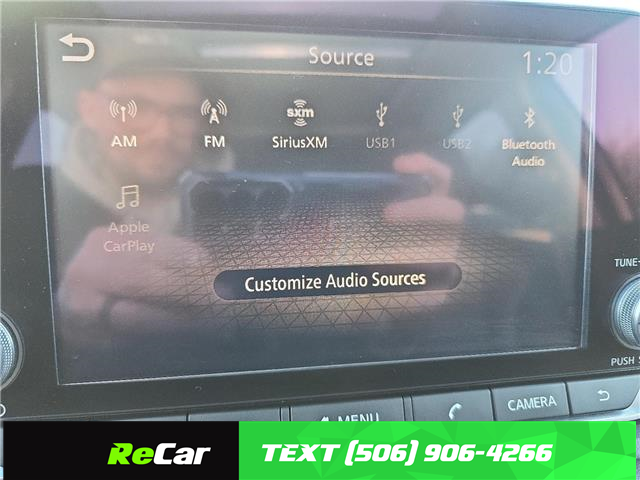 Source
1:20
AM
FM
sxm
SiriusXM
USB1
USB2
Bluetooth
Audio
Apple
CarPlay
Customize Audio Sources
TUNE
PUSH
MENU
CAMERA
ReCar
TEXT (506) 906-4266